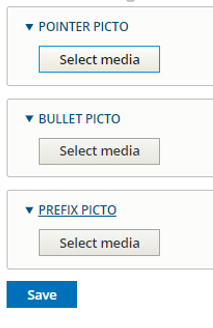 POINTER PICTO
Select media
BULLET PICTO
Select media
PREFIX PICTO
Select media
Save